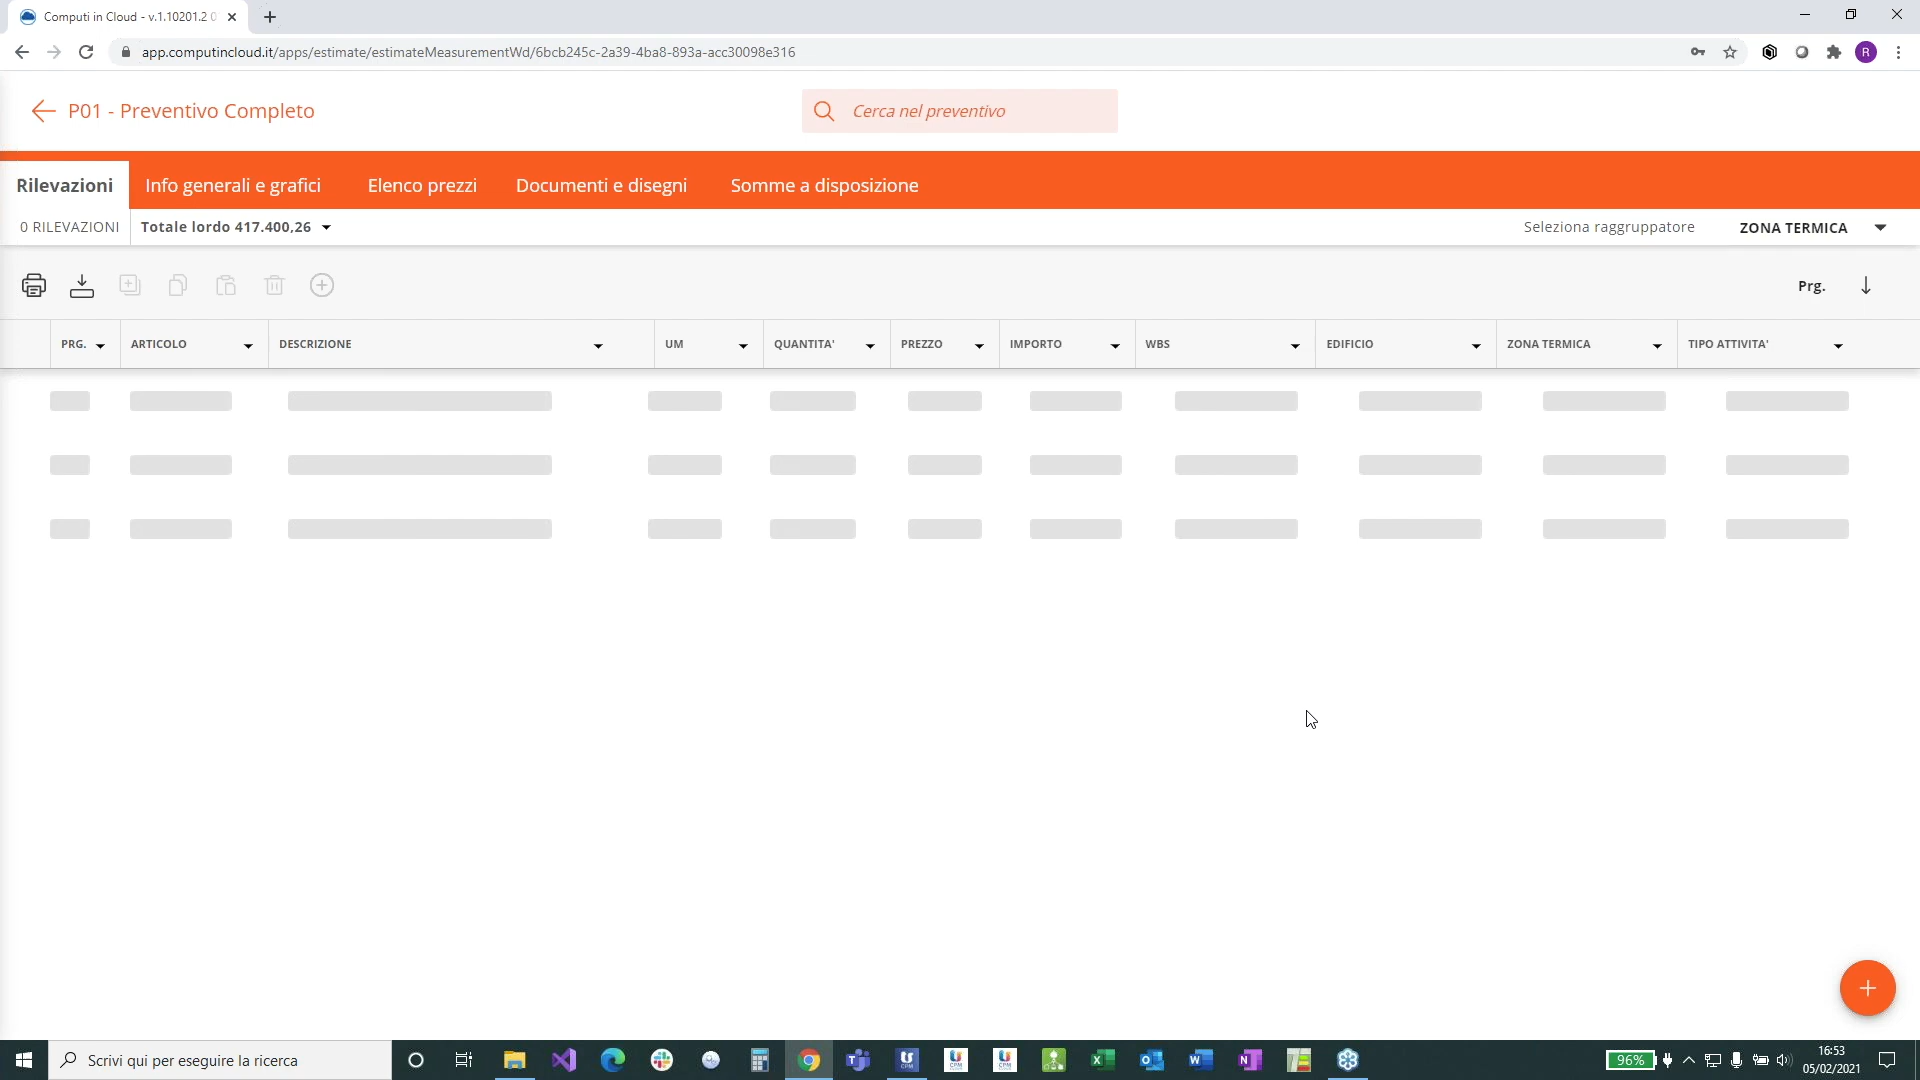 Computi in Cloud - v.1.10201.2
app.computincloud.it/apps/estimate/estimateMeasurementWd/6bcb245c-2a39-4ba8-893a-acc30098e316
R
P01 - Preventivo Completo
Cerca nel preventivo
Rilevazioni
Info generali e grafici
Elenco prezzi
Documenti e disegni
Somme a disposizione
0 RILEVAZIONI
Totale lordo 417.400,26
Seleziona raggruppatore
ZONA TERMICA
Prg.
PRG.
ARTICOLO
DESCRIZIONE
UM
QUANTITA'
PREZZO
IMPORTO
WBS
EDIFICIO
ZONA TERMICA
TIPO ATTIVITA'
Scrivi qui per eseguire la ricerca
96%
16:53
05/02/2021